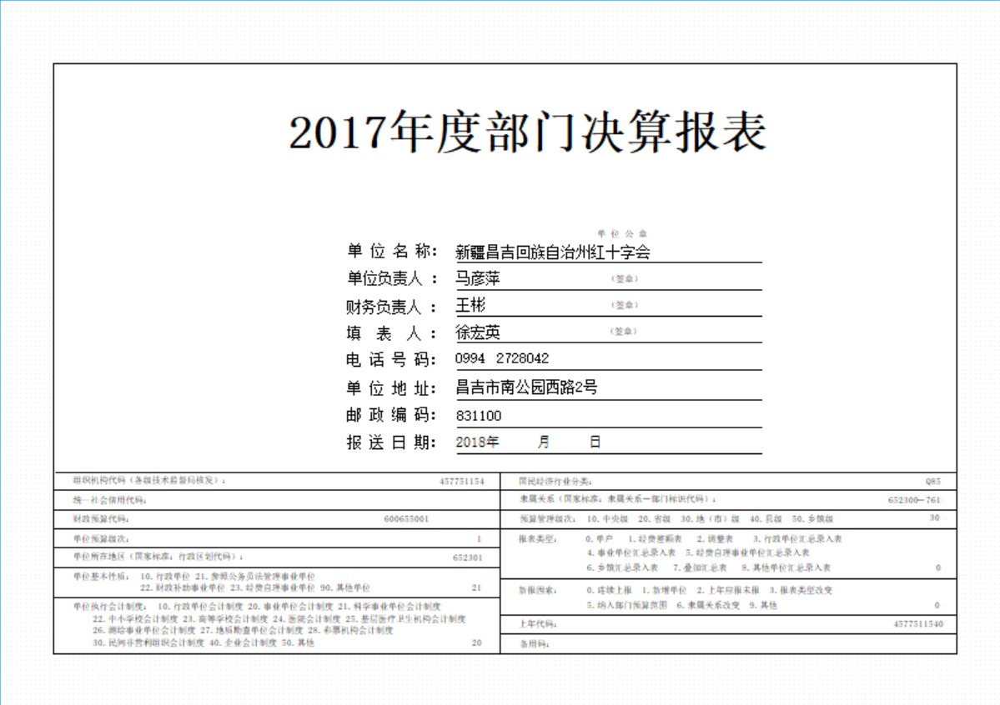 2017年度部门决算报表
单 位 公 章
单 位 名 称： 新疆昌吉回族自治州红十字会
单位负责人 ： 马彦萍 （签章）
财务负责人 ： 王彬 （签章）
填 表 人 ： 徐宏英 （签章）
电 话 号 码： 0994 2728042
单 位 地 址： 昌吉市南公园西路2号
邮 政 编 码： 831100
报 送 日 期： 2018年 月 日
组织机构代码（各级技术监督局核发）： 457751154
统一社会信用代码：
财政预算代码： 600655001
单位预算级次： 1
单位所在地区（国家标准：行政区划代码）： 652301
单位基本性质： 10.行政单位 21.参照公务员法管理事业单位
22.财政补助事业单位 23.经费自理事业单位 90.其他单位 21
单位执行会计制度： 10.行政单位会计制度 20.事业单位会计制度 21.科学事业单位会计制度
22.中小学校会计制度 23.高等学校会计制度 24.医院会计制度 25.基层医疗卫生机构会计制度
26.测绘事业单位会计制度 27.地质勘查单位会计制度 28.彩票机构会计制度
30.民间非营利组织会计制度 40.企业会计制度 50.其他 20
国民经济行业分类： Q85
隶属关系（国家标准：隶属关系—部门标识代码）： 652300—761
预算管理级次： 10.中央级 20.省级 30.地（市）级 40.县级 50.乡镇级 30
报表类型： 0.单户 1.经费差额表 2.调整表 3.行政单位汇总录入表
4.事业单位汇总录入表 5.经费自理事业单位汇总录入表
6.乡镇汇总录入表 7.叠加汇总表 8.其他单位汇总录入表 0
新报因素： 0.连续上报 1.新增单位 2.上年应报未报 3.报表类型改变
5.纳入部门预算范围 6.隶属关系改变 9.其他 0
上年代码： 4577511540
备用码：